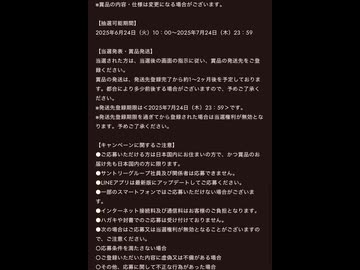 ※賞品の内容・仕様は変更になる場合がございます。
【抽選可能期間】
2025年6月24日（火）10：00～2025年7月24日（木）23：59
【当選発表・賞品発送】
当選された方は、当選後の画面の指示に従い、賞品の発送先をご登
録ください。
賞品の発送は、発送先登録完了から約1～2ヶ月後を予定しておりま
す。都合により多少前後する場合がございますので、予めご了承く
ださい。
※発送先登録期限は＜2025年7月24日（木）23：59＞です。
※発送先登録期限を過ぎてから登録された場合は当選権利が無効とな
ります。予めご了承ください。
【キャンペーンに関するご注意】
●ご応募いただける方は日本国内にお住まいの方で、かつ賞品のお
届け先も日本国内の方に限ります。
●サントリーグループ社員及び関係者は応募できません。
●LINEアプリは最新版にアップデートしてご応募ください。
●一部のスマートフォンではご応募いただけない場合がございま
す。
●インターネット接続料及び通信料はお客様のご負担となります。
●ハガキや封書でのご応募は受け付けておりません。
●次の場合はご応募又は当選権利が無効となることがございますの
で、ご注意ください。
○応募条件を満たさない場合
○ご登録いただいた内容に虚偽又は不備がある場合
○その他、応募に関して不正な行為があった場合